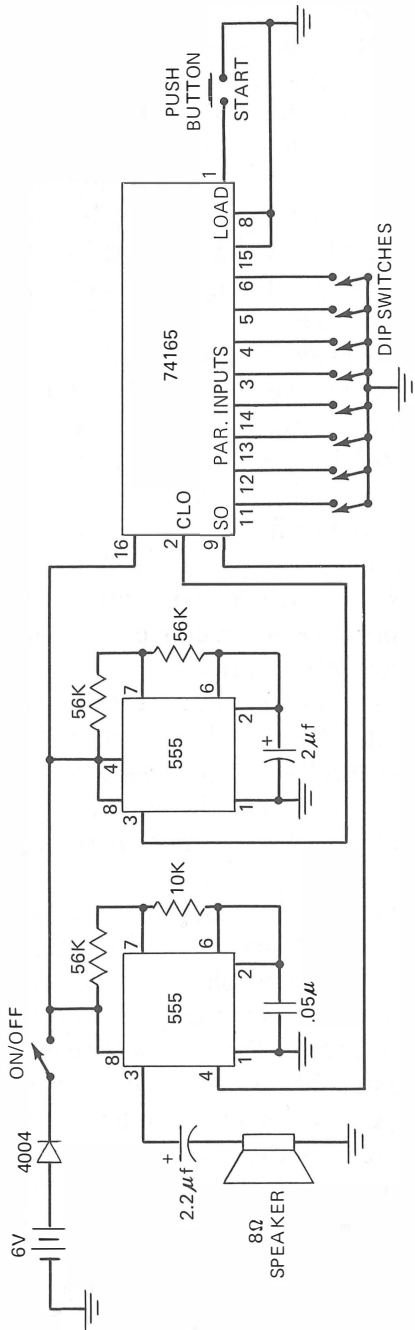 6V
4004
ON/OFF
2.2µf
+
8Ω
SPEAKER
56K
10K
8
7
555
3
6
4
1
2
.05µ
56K
56K
8
4
7
555
3
6
1
2
+
2µf
16
2
9
CLO
SO
74165
PAR. INPUTS
LOAD
11
12
13
14
3
4
5
6
15
8
1
PUSH
BUTTON
START
DIP SWITCHES